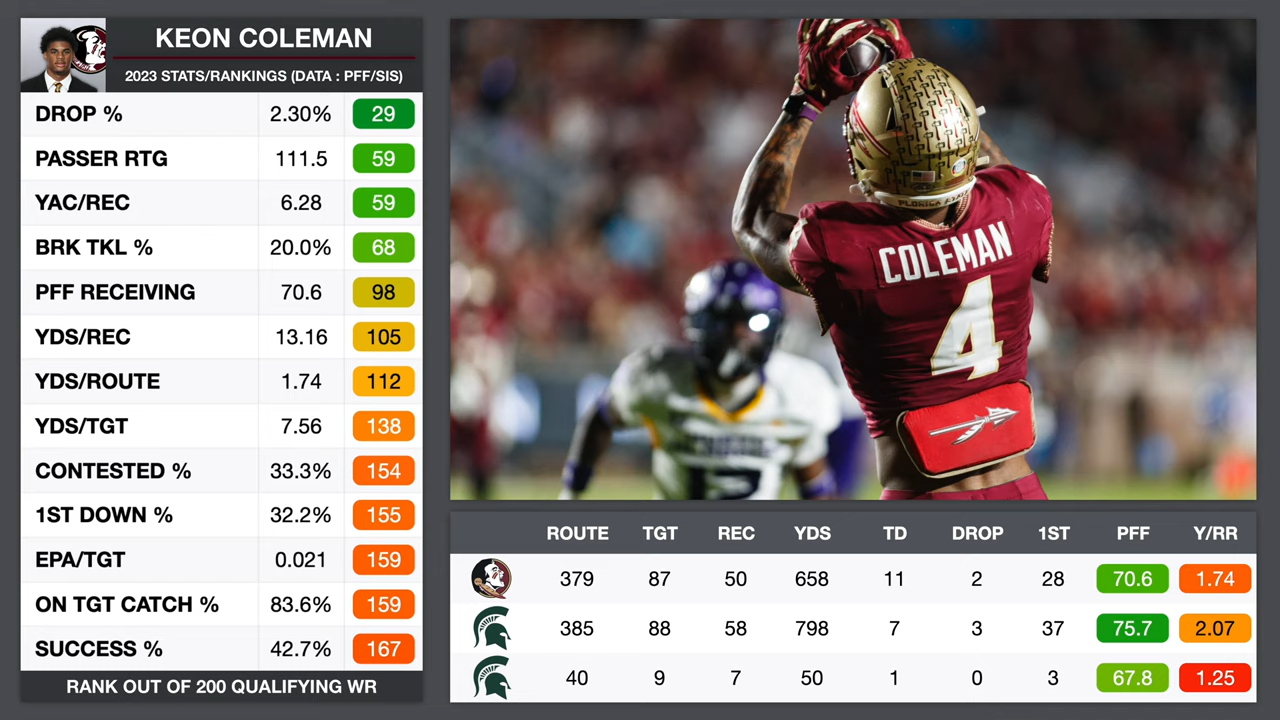 KEON COLEMAN
2023 STATS/RANKINGS (DATA : PFF/SIS)
DROP % 2.30% 29
PASSER RTG 111.5 59
YAC/REC 6.28 59
BRK TKL % 20.0% 68
PFF RECEIVING 70.6 98
YDS/REC 13.16 105
YDS/ROUTE 1.74 112
YDS/TGT 7.56 138
CONTESTED % 33.3% 154
1ST DOWN % 32.2% 155
EPA/TGT 0.021 159
ON TGT CATCH % 83.6% 159
SUCCESS % 42.7% 167
RANK OUT OF 200 QUALIFYING WR
FLORIDA STATE
COLEMAN
4
ROUTE TGT REC YDS TD DROP 1ST PFF Y/RR
379 87 50 658 11 2 28 70.6 1.74
385 88 58 798 7 3 37 75.7 2.07
40 9 7 50 1 0 3 67.8 1.25